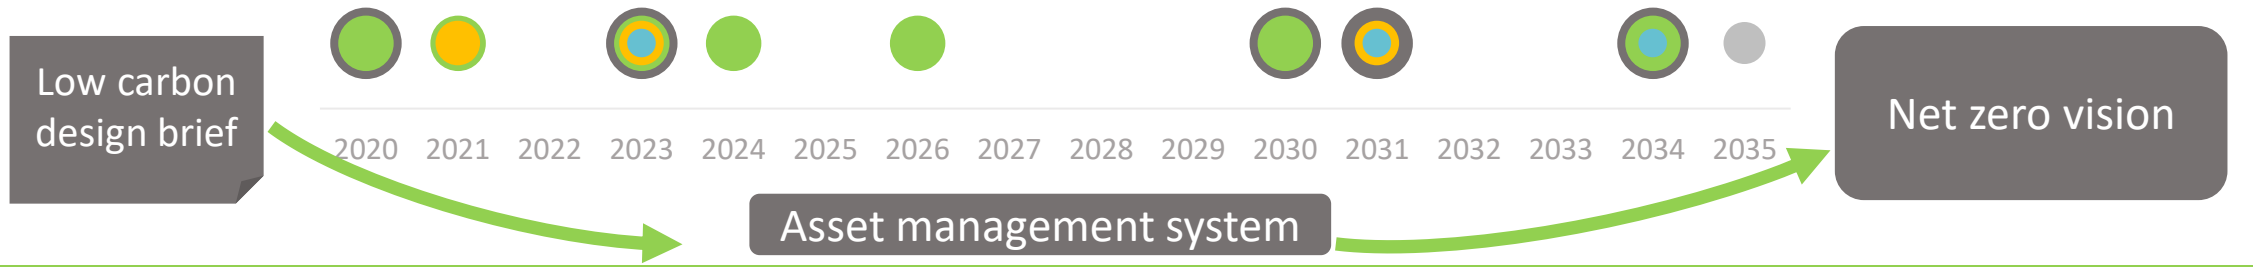 Low carbon
design brief
2020 2021 2022 2023 2024 2025 2026 2027 2028 2029 2030 2031 2032 2033 2034 2035
Asset management system
Net zero vision